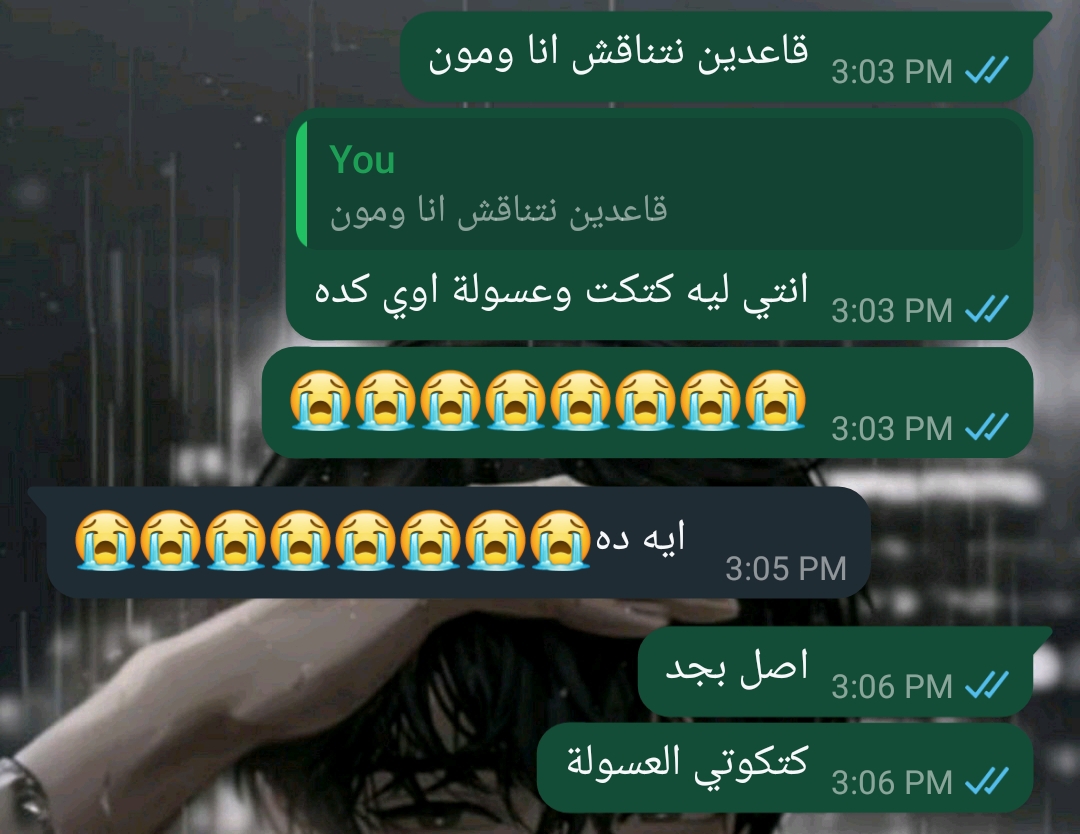 قاعدين نتناقش انا ومون
3:03 PM
You
قاعدين نتناقش انا ومون
انتي ليه كتكت وعسولة اوي كده
3:03 PM
😭😭😭😭😭😭😭😭
3:03 PM
ايه ده😭😭😭😭😭😭😭😭
3:05 PM
اصل بجد
3:06 PM
كتكوتي العسولة
3:06 PM